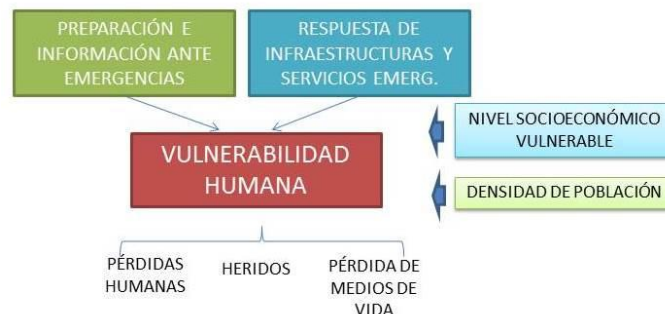 PREPARACIÓN E
INFORMACIÓN ANTE
EMERGENCIAS
RESPUESTA DE
INFRAESTRUCTURAS Y
SERVICIOS EMERG.
NIVEL SOCIOECONÓMICO
VULNERABLE
VULNERABILIDAD
HUMANA
DENSIDAD DE POBLACIÓN
PÉRDIDAS
HUMANAS
HERIDOS
PÉRDIDA DE
MEDIOS DE
VIDA